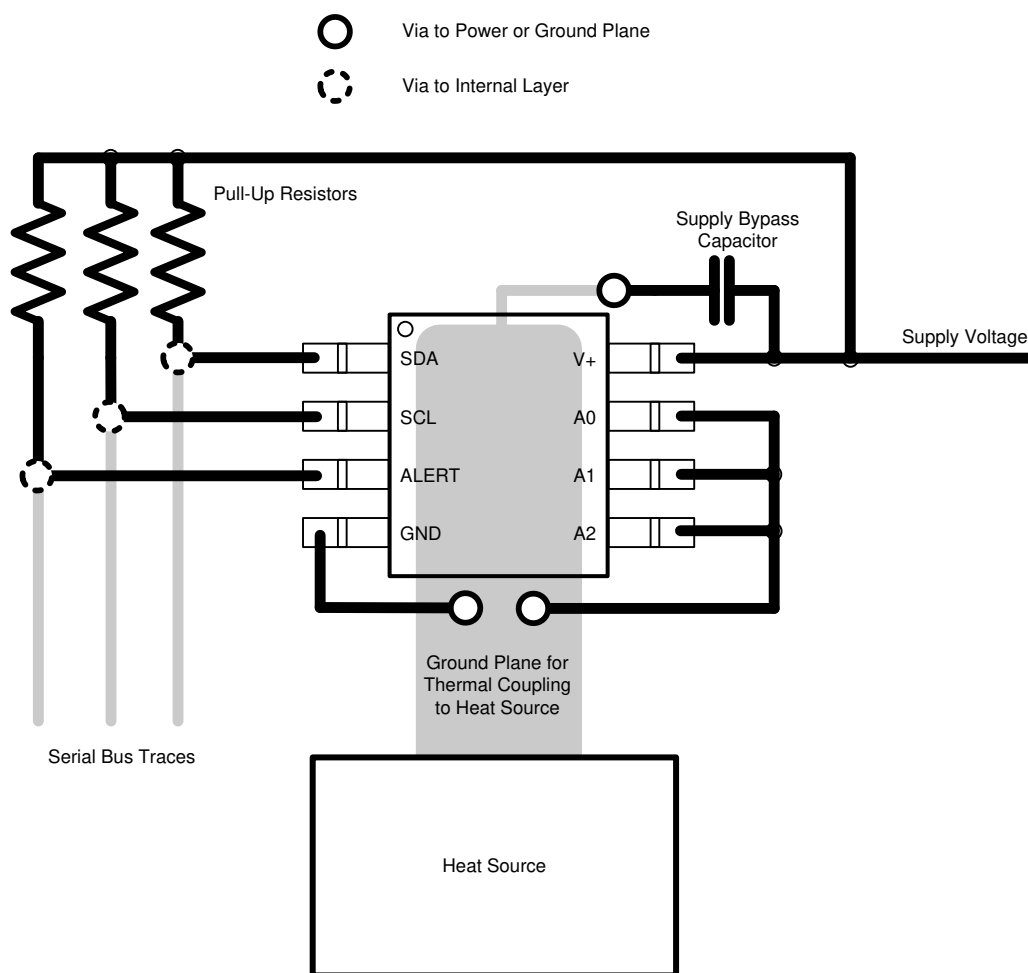 Via to Power or Ground Plane
Via to Internal Layer
Pull-Up Resistors
Supply Bypass
Capacitor
Supply Voltage
SDA
V+
SCL
A0
ALERT
A1
GND
A2
Ground Plane for
Thermal Coupling
to Heat Source
Serial Bus Traces
Heat Source